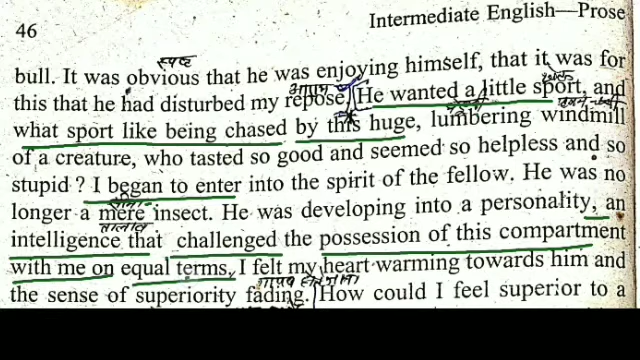 46
Intermediate English—Prose
स्पष्ट
bull. It was obvious that he was enjoying himself, that it was for
आराम
this that he had disturbed my repose. He wanted a little sport, and
what sport like being chased by this huge, lumbering windmill
of a creature, who tasted so good and seemed so helpless and so
stupid ? I began to enter into the spirit of the fellow. He was no
longer a mere insect. He was developing into a personality, an
intelligence that challenged the possession of this compartment
with me on equal terms. I felt my heart warming towards him and
the sense of superiority fading. How could I feel superior to a